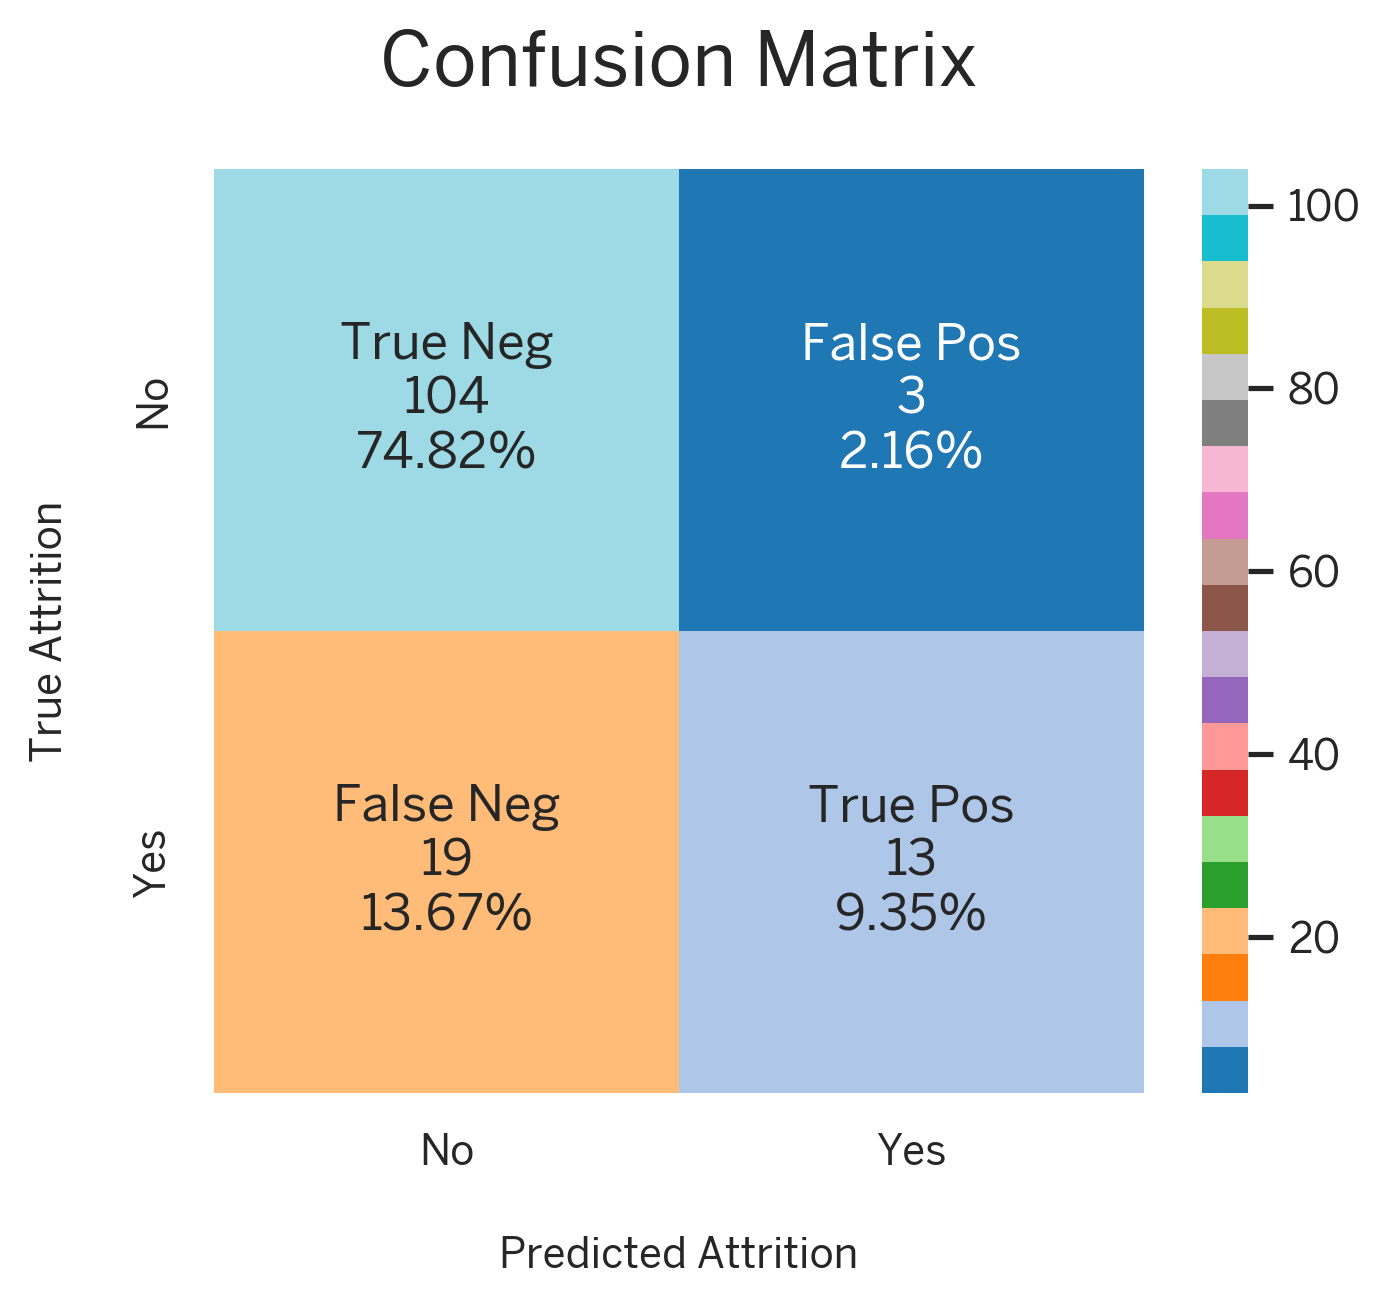 Confusion Matrix
True Attrition
No
Yes
True Neg
104
74.82%
False Pos
3
2.16%
False Neg
19
13.67%
True Pos
13
9.35%
No
Yes
Predicted Attrition
100
80
60
40
20